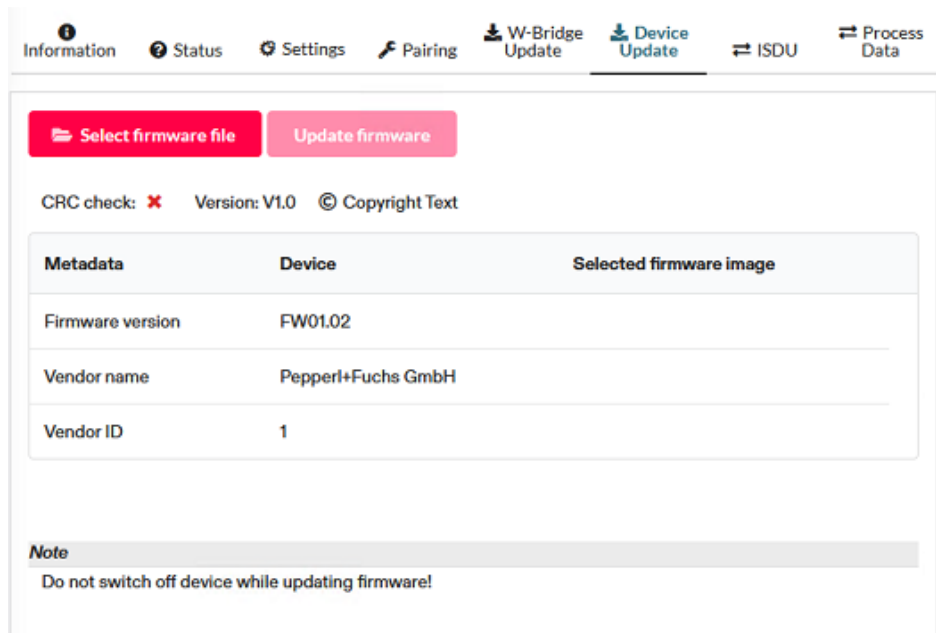 Information
Status
Settings
Pairing
W-Bridge
Update
Device
Update
ISDU
Process
Data
Select firmware file
Update firmware
CRC check: ✖ Version: V1.0 © Copyright Text
Metadata Device Selected firmware image
Firmware version FW01.02
Vendor name Pepperl+Fuchs GmbH
Vendor ID 1
Note
Do not switch off device while updating firmware!